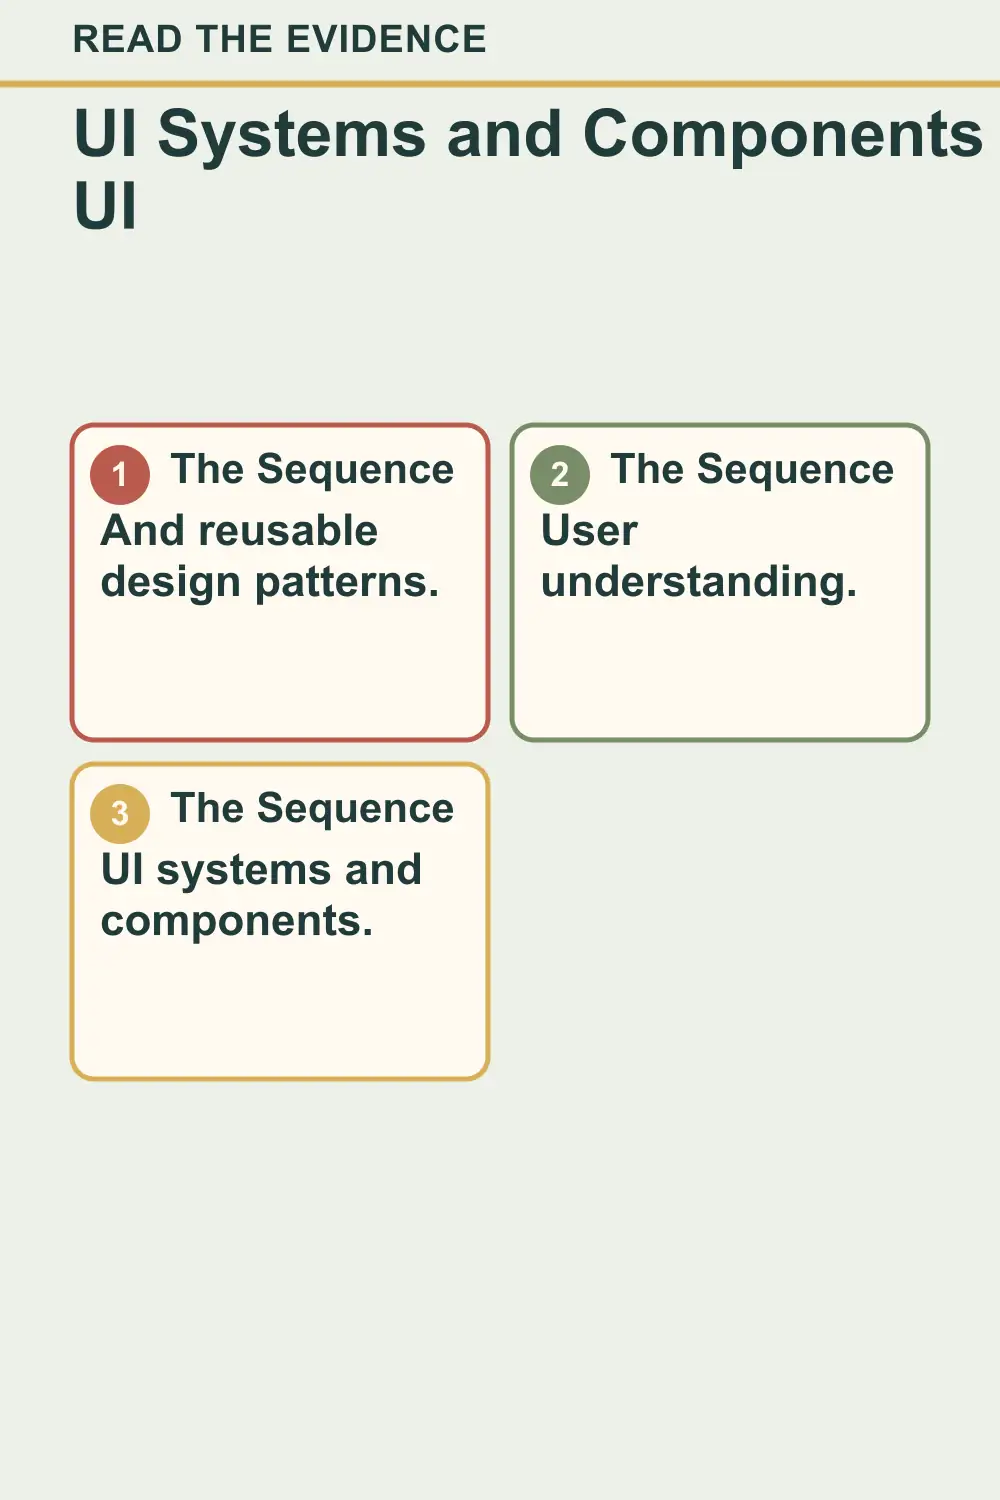 READ THE EVIDENCE
UI Systems and Components
UI
1 The Sequence
And reusable
design patterns.
2 The Sequence
User
understanding.
3 The Sequence
UI systems and
components.